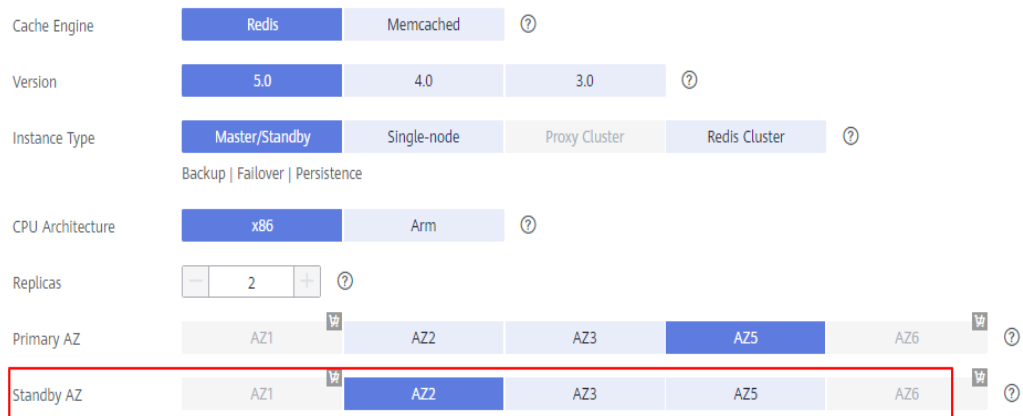 Cache Engine Redis Memcached ?
Version 5.0 4.0 3.0 ?
Instance Type Master/Standby Single-node Proxy Cluster Redis Cluster ?
Backup | Failover | Persistence
CPU Architecture x86 Arm ?
Replicas − 2 + ?
Primary AZ AZ1 AZ2 AZ3 AZ5 AZ6 ?
Standby AZ AZ1 AZ2 AZ3 AZ5 AZ6 ?